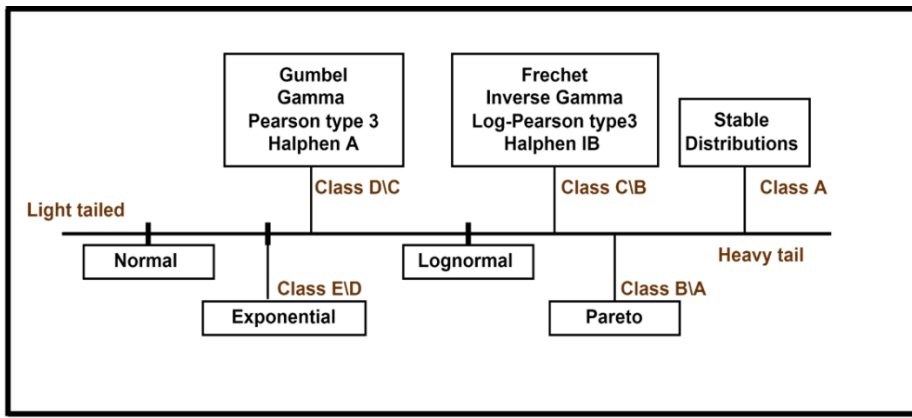 Gumbel
Gamma
Pearson type 3
Halphen A
Frechet
Inverse Gamma
Log-Pearson type3
Halphen IB
Stable
Distributions
Class D\C
Class C\B
Class A
Light tailed
Normal
Lognormal
Heavy tail
Class E\D
Class B\A
Exponential
Pareto